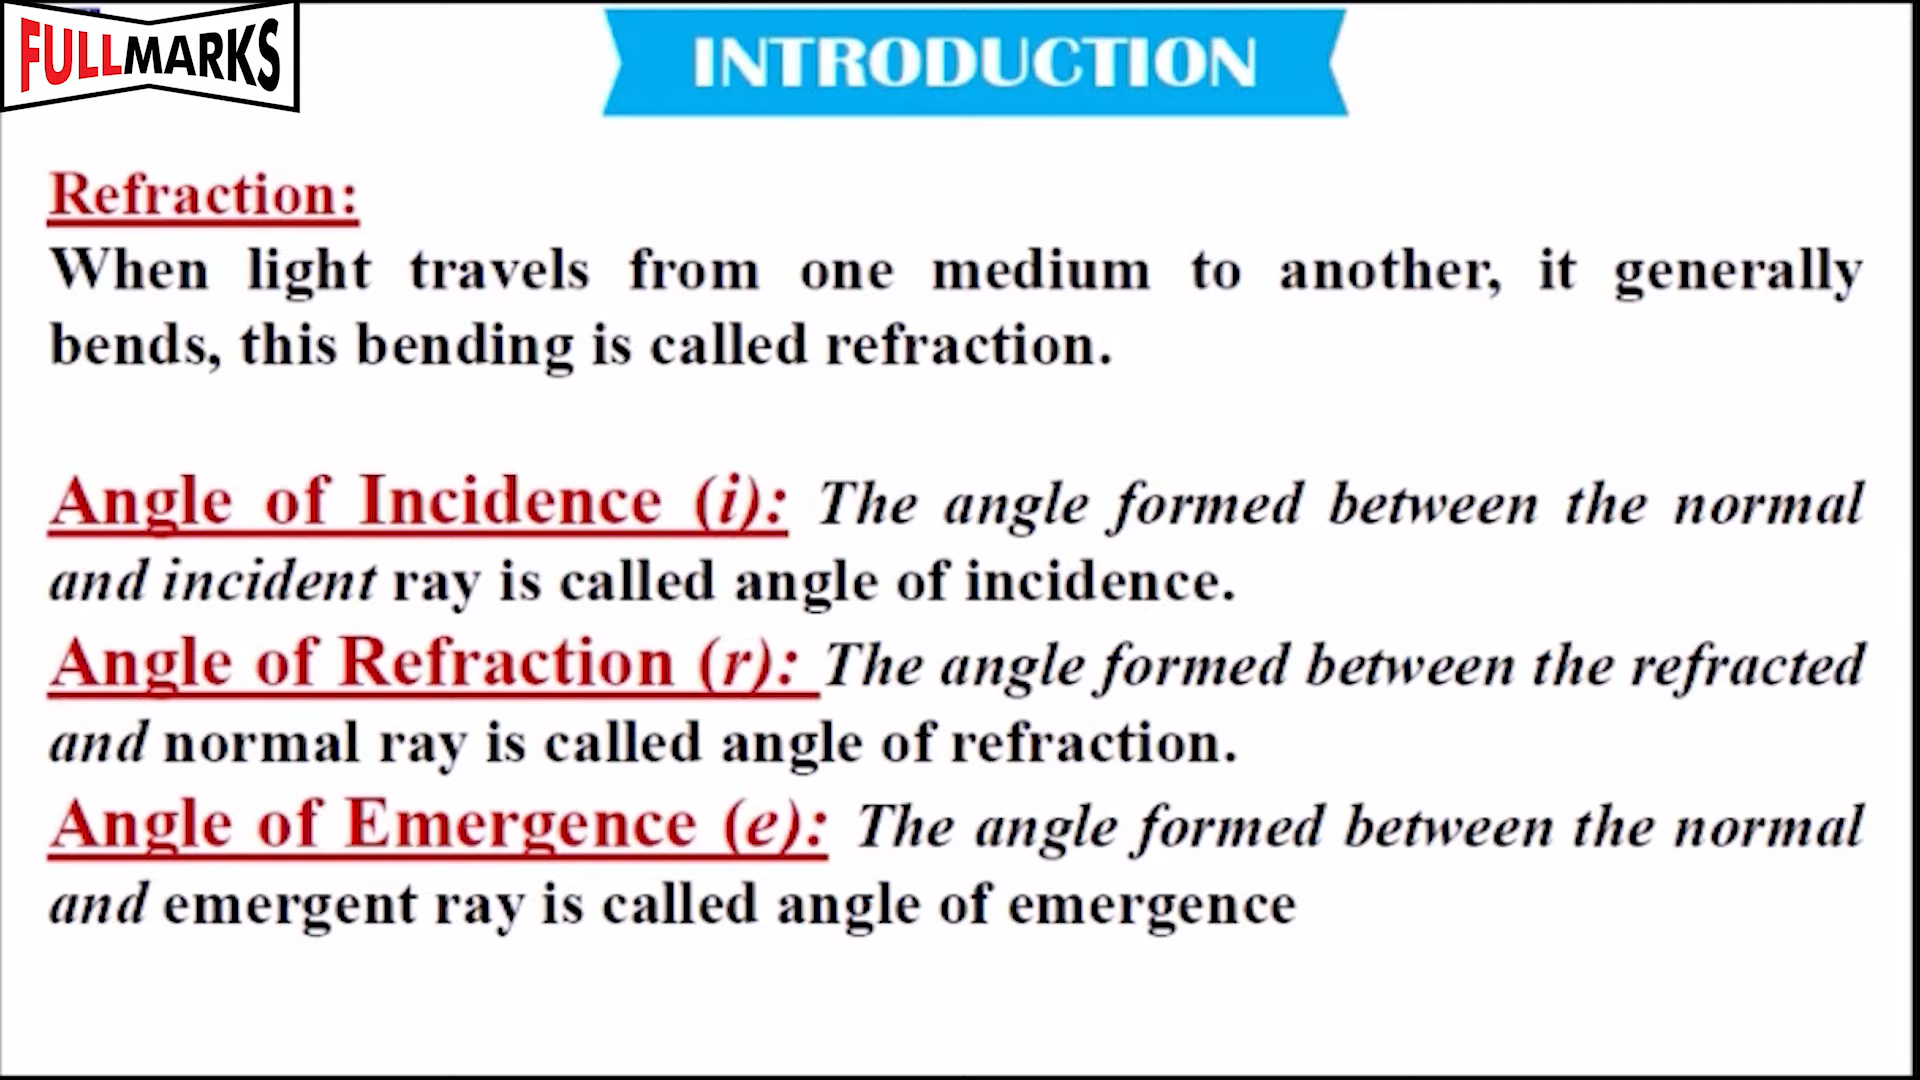 FULLMARKS
INTRODUCTION
Refraction:
When light travels from one medium to another, it generally
bends, this bending is called refraction.
Angle of Incidence (i): The angle formed between the normal
and incident ray is called angle of incidence.
Angle of Refraction (r): The angle formed between the refracted
and normal ray is called angle of refraction.
Angle of Emergence (e): The angle formed between the normal
and emergent ray is called angle of emergence